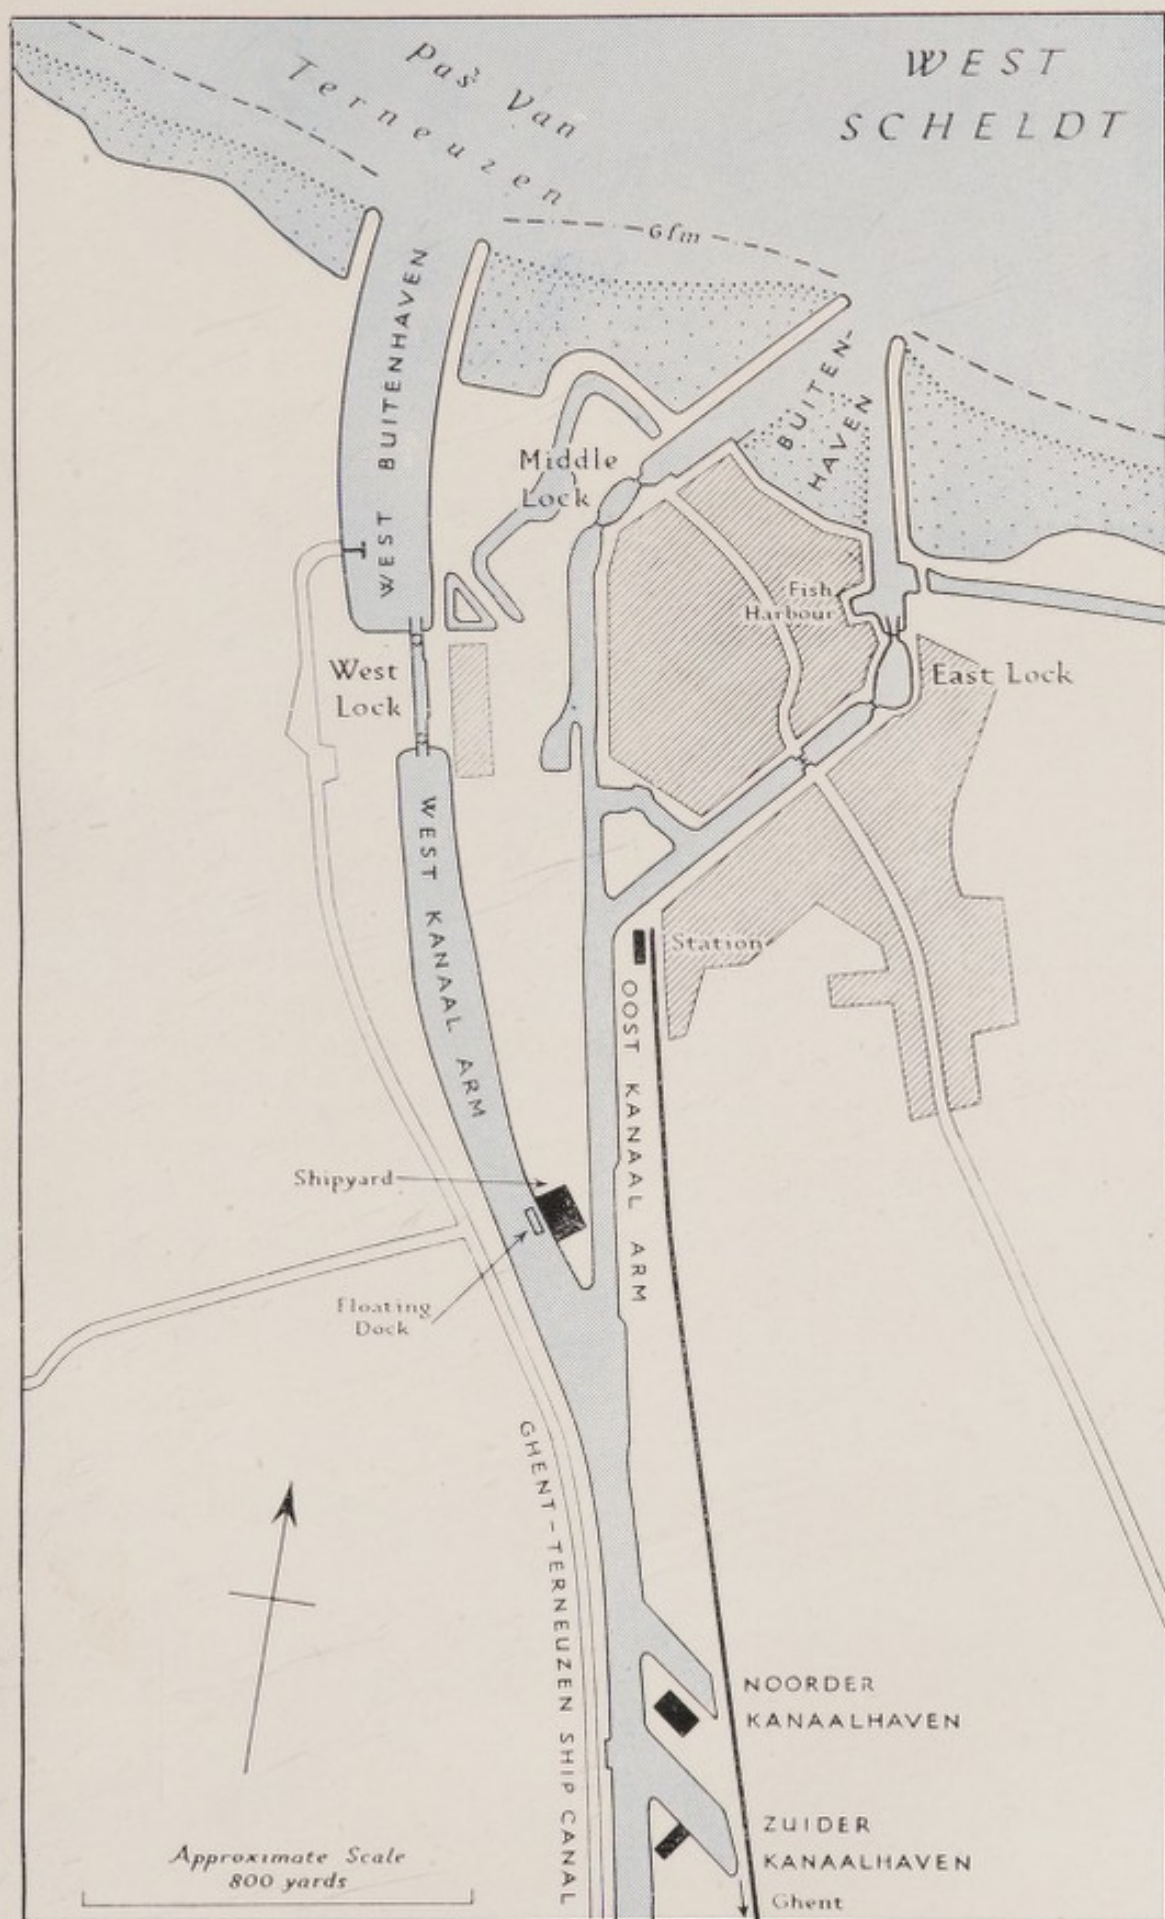 Pas van
Terneuzen
WEST
SCHELDT
6fm
WEST BUITENHAVEN
BUITEN-
HAVEN
Middle
Lock
Fish
Harbour
West
Lock
East Lock
WEST KANAAL ARM
Station
OOST KANAAL ARM
Shipyard
Floating
Dock
GHENT-TERNEUZEN SHIP CANAL
NOORDER
KANAALHAVEN
ZUIDER
KANAALHAVEN
Ghent
Approximate Scale
800 yards